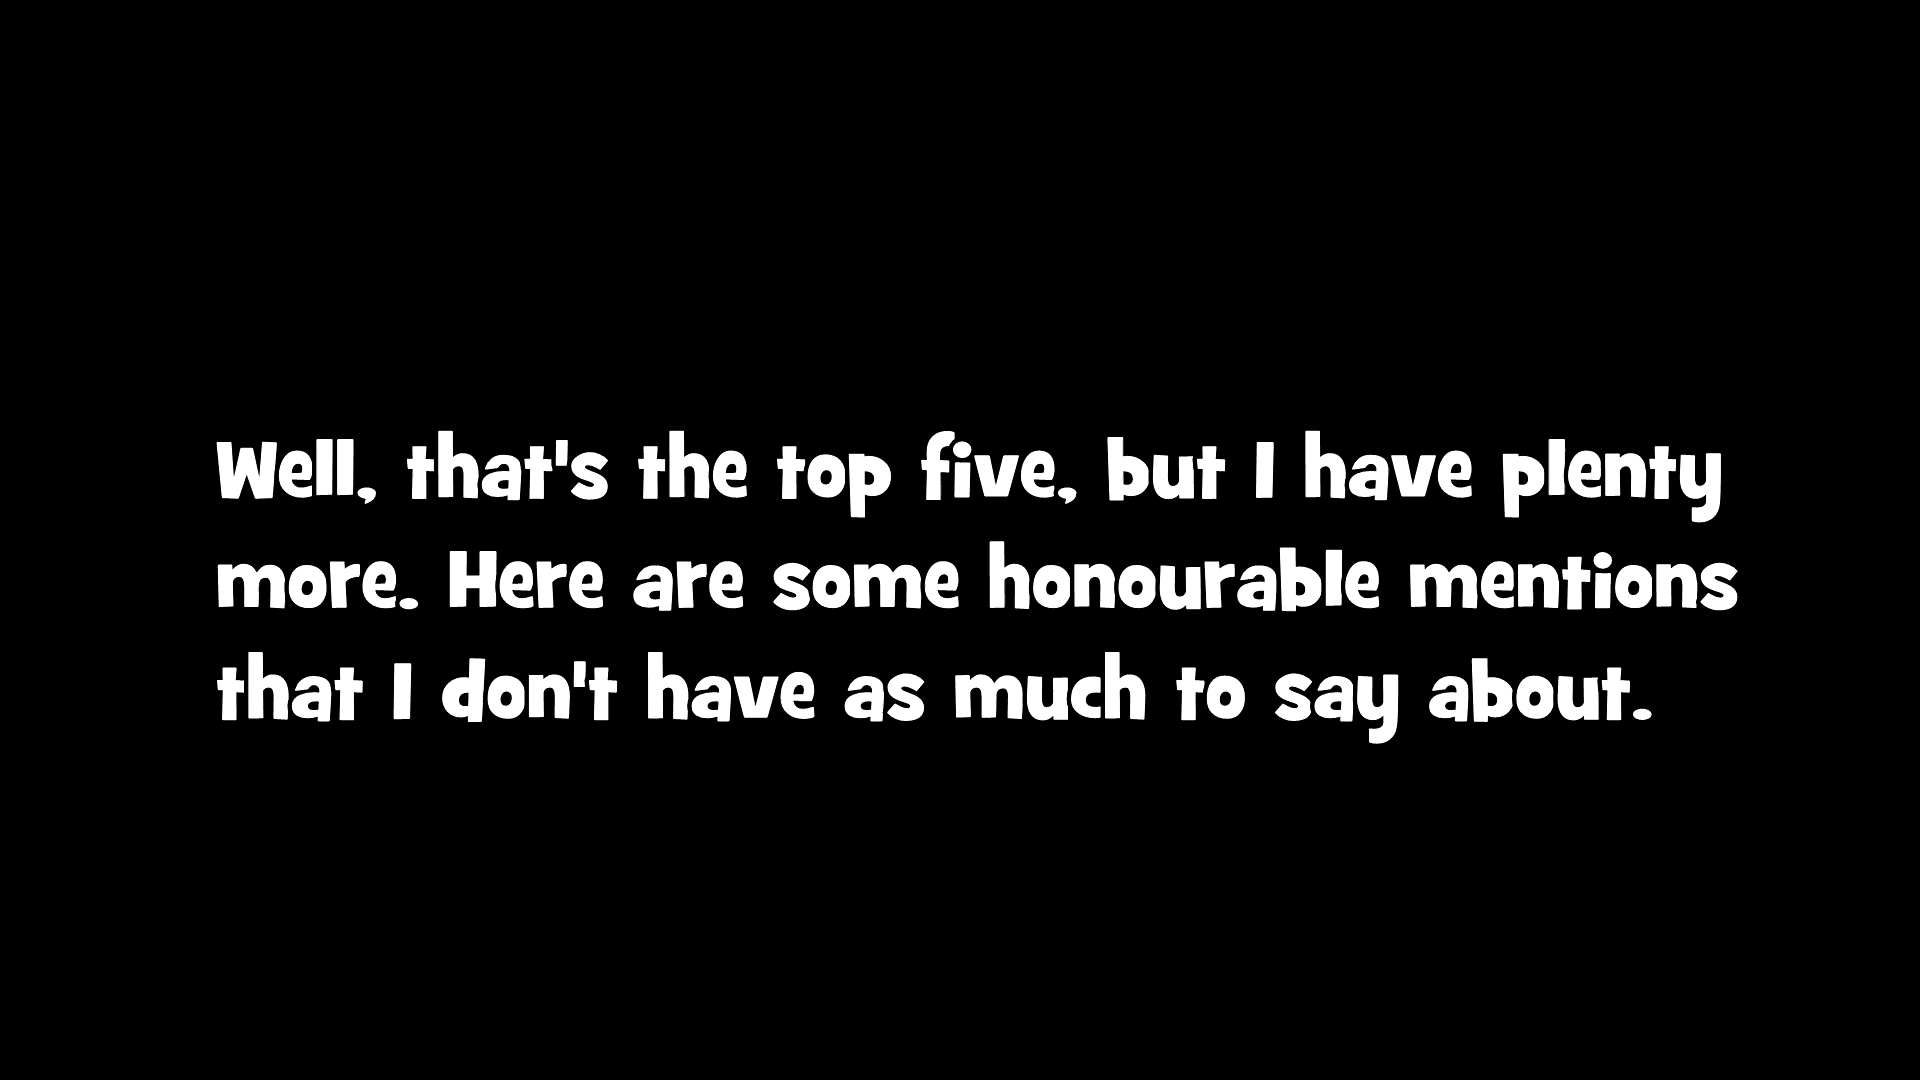 Well, that's the top five, but I have plenty
more. Here are some honourable mentions
that I don't have as much to say about.